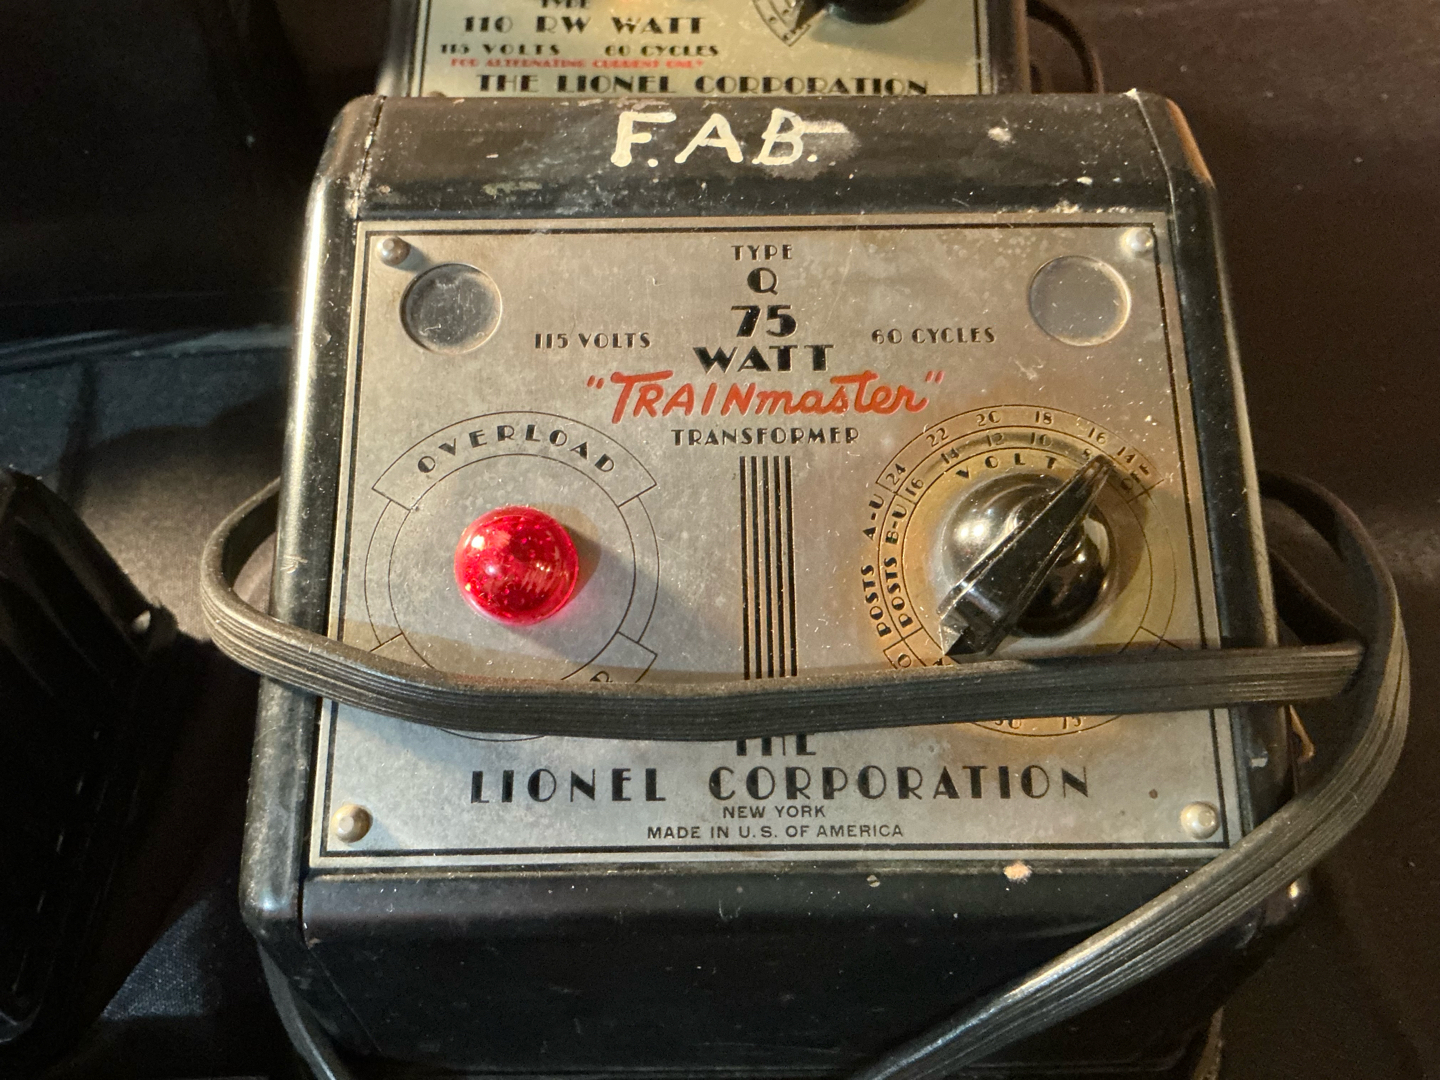 TYPE
110 RW WATT
115 VOLTS 60 CYCLES
FOR ALTERNATING CURRENT ONLY
THE LIONEL CORPORATION
F.A.B.
TYPE
Q
75
WATT
115 VOLTS
60 CYCLES
"TRAINmaster"
TRANSFORMER
OVERLOAD
24 22 20 18 16 14
16 14 12 10 8
VOLT
POSTS A-U
POSTS B-U
THE
LIONEL CORPORATION
NEW YORK
MADE IN U.S. OF AMERICA